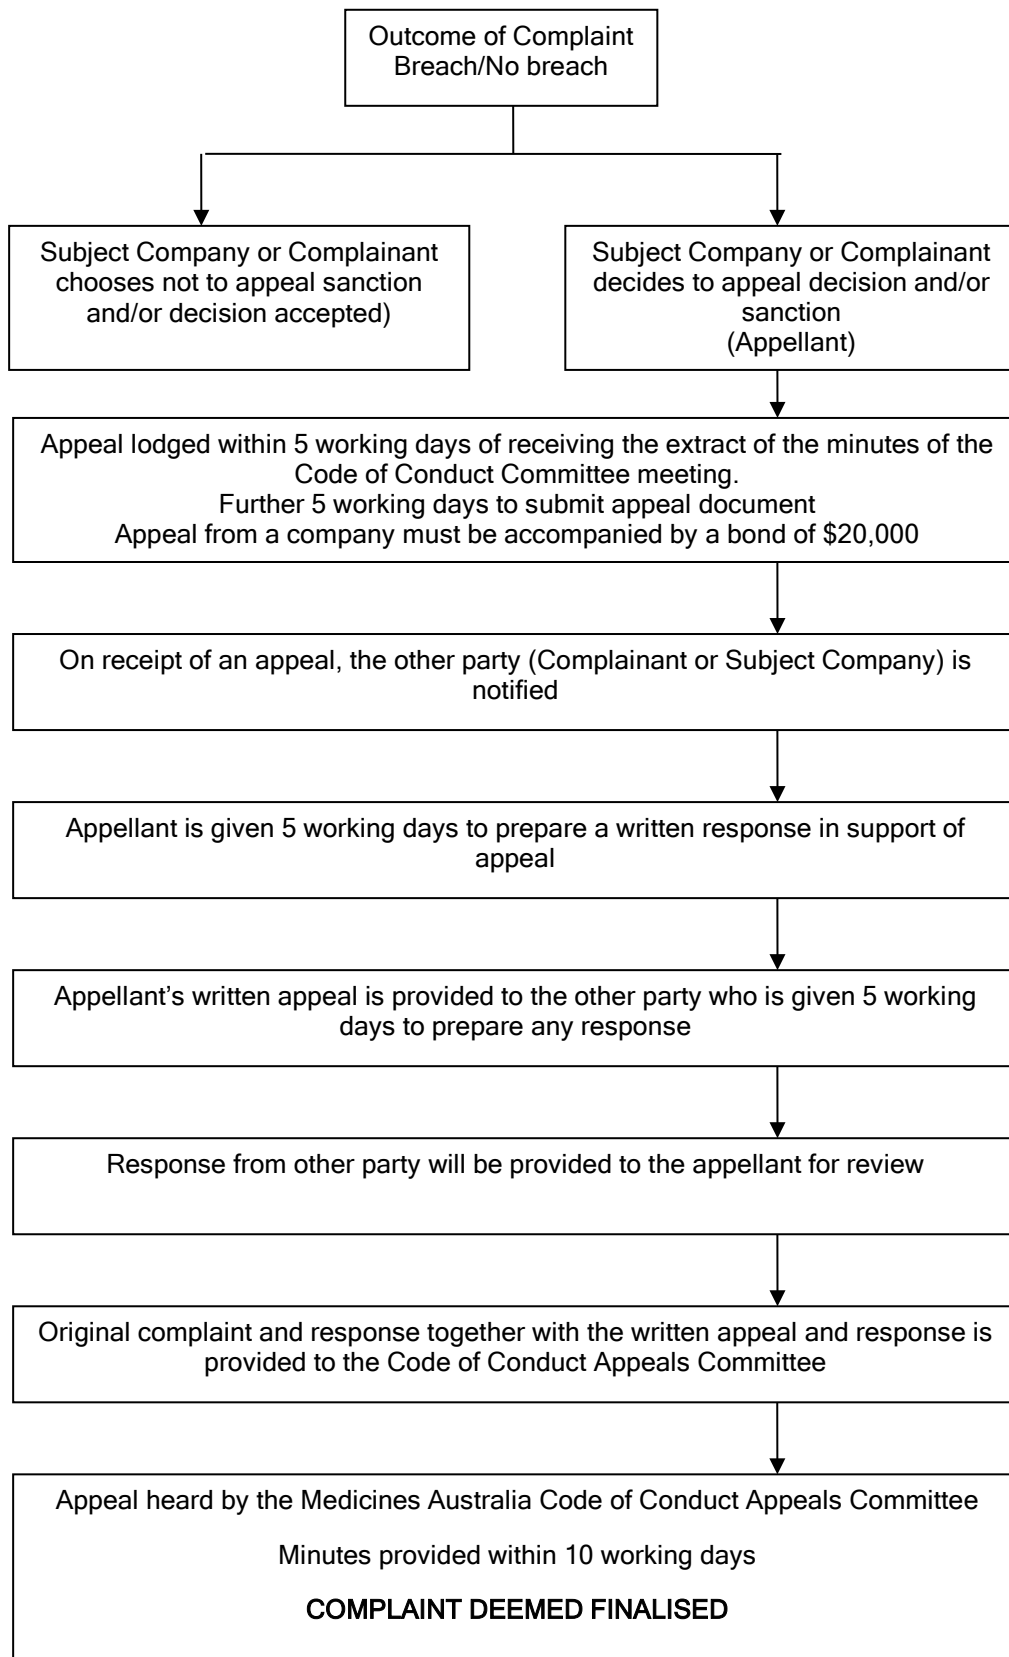 Outcome of Complaint
Breach/No breach
Subject Company or Complainant
chooses not to appeal sanction
and/or decision accepted)
Subject Company or Complainant
decides to appeal decision and/or
sanction
(Appellant)
Appeal lodged within 5 working days of receiving the extract of the minutes of the
Code of Conduct Committee meeting.
Further 5 working days to submit appeal document
Appeal from a company must be accompanied by a bond of $20,000
On receipt of an appeal, the other party (Complainant or Subject Company) is
notified
Appellant is given 5 working days to prepare a written response in support of
appeal
Appellant’s written appeal is provided to the other party who is given 5 working
days to prepare any response
Response from other party will be provided to the appellant for review
Original complaint and response together with the written appeal and response is
provided to the Code of Conduct Appeals Committee
Appeal heard by the Medicines Australia Code of Conduct Appeals Committee
Minutes provided within 10 working days
COMPLAINT DEEMED FINALISED